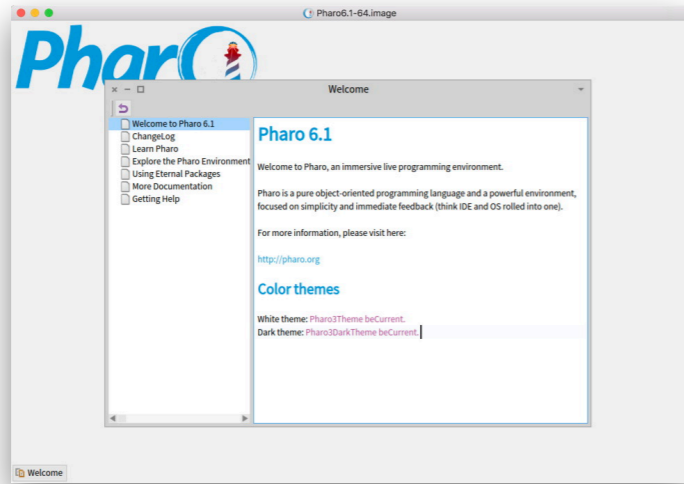 Pharo6.1-64.image
Pharo
Welcome
Welcome to Pharo 6.1
ChangeLog
Learn Pharo
Explore the Pharo Environment
Using Eternal Packages
More Documentation
Getting Help
Pharo 6.1
Welcome to Pharo, an immersive live programming environment.
Pharo is a pure object-oriented programming language and a powerful environment,
focused on simplicity and immediate feedback (think IDE and OS rolled into one).
For more information, please visit here:
http://pharo.org
Color themes
White theme: Pharo3Theme beCurrent.
Dark theme: Pharo3DarkTheme beCurrent.
Welcome